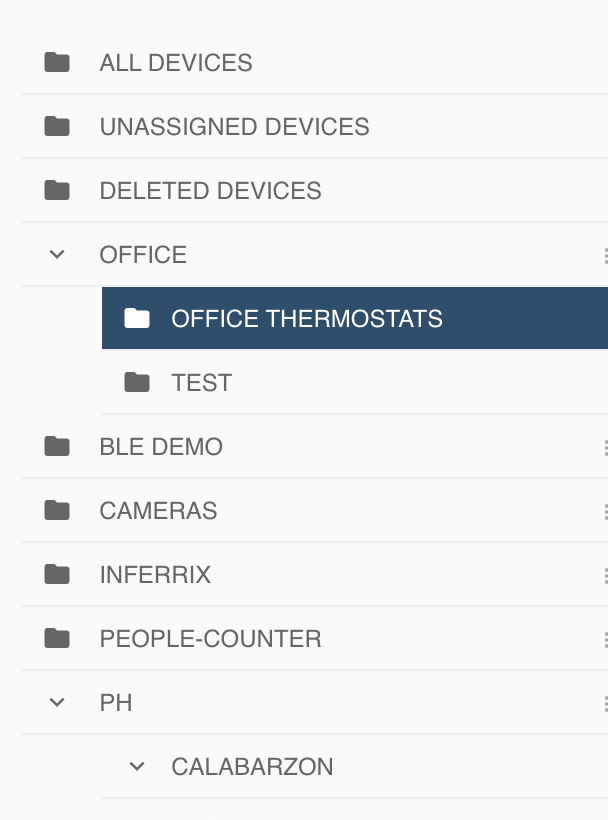 ALL DEVICES
UNASSIGNED DEVICES
DELETED DEVICES
OFFICE
OFFICE THERMOSTATS
TEST
BLE DEMO
CAMERAS
INFERRIX
PEOPLE-COUNTER
PH
CALABARZON